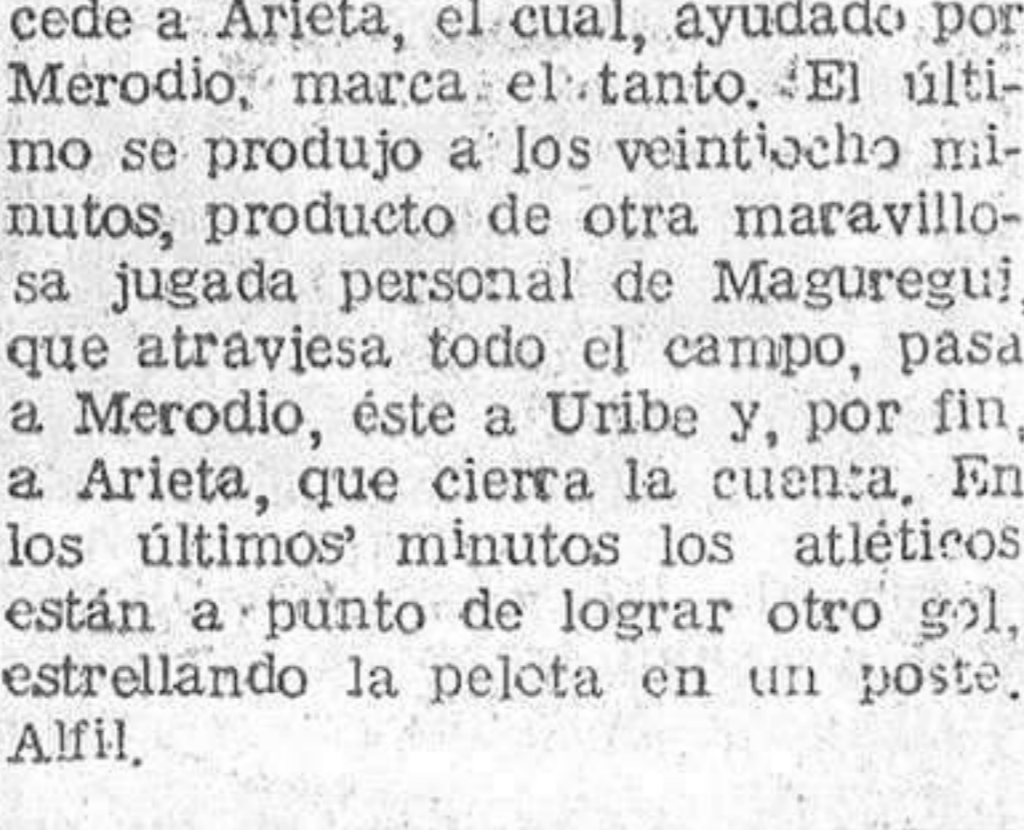 cede a Arieta, el cual, ayudado por
Merodio, marca el tanto. El últi-
mo se produjo a los veintiocho mi-
nutos, producto de otra maravillo-
sa jugada personal de Maguregui,
que atraviesa todo el campo, pasa
a Merodio, éste a Uribe y, por fin,
a Arieta, que cierra la cuenta. En
los últimos’ minutos los atléticos
están a punto de lograr otro gol,
estrellando la pelota en un poste.
Alfil.